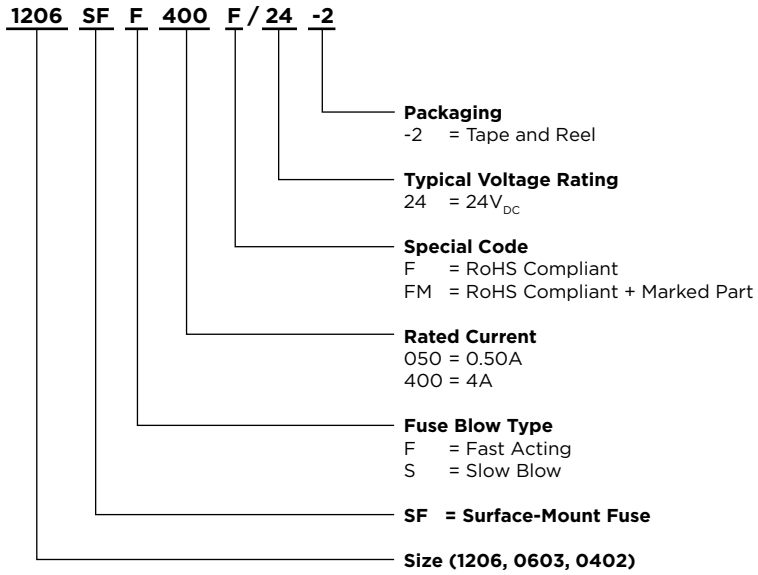 1206 SF F 400 F / 24 -2
Packaging
-2 = Tape and Reel
Typical Voltage Rating
24 = 24VDC
Special Code
F = RoHS Compliant
FM = RoHS Compliant + Marked Part
Rated Current
050 = 0.50A
400 = 4A
Fuse Blow Type
F = Fast Acting
S = Slow Blow
SF = Surface-Mount Fuse
Size (1206, 0603, 0402)